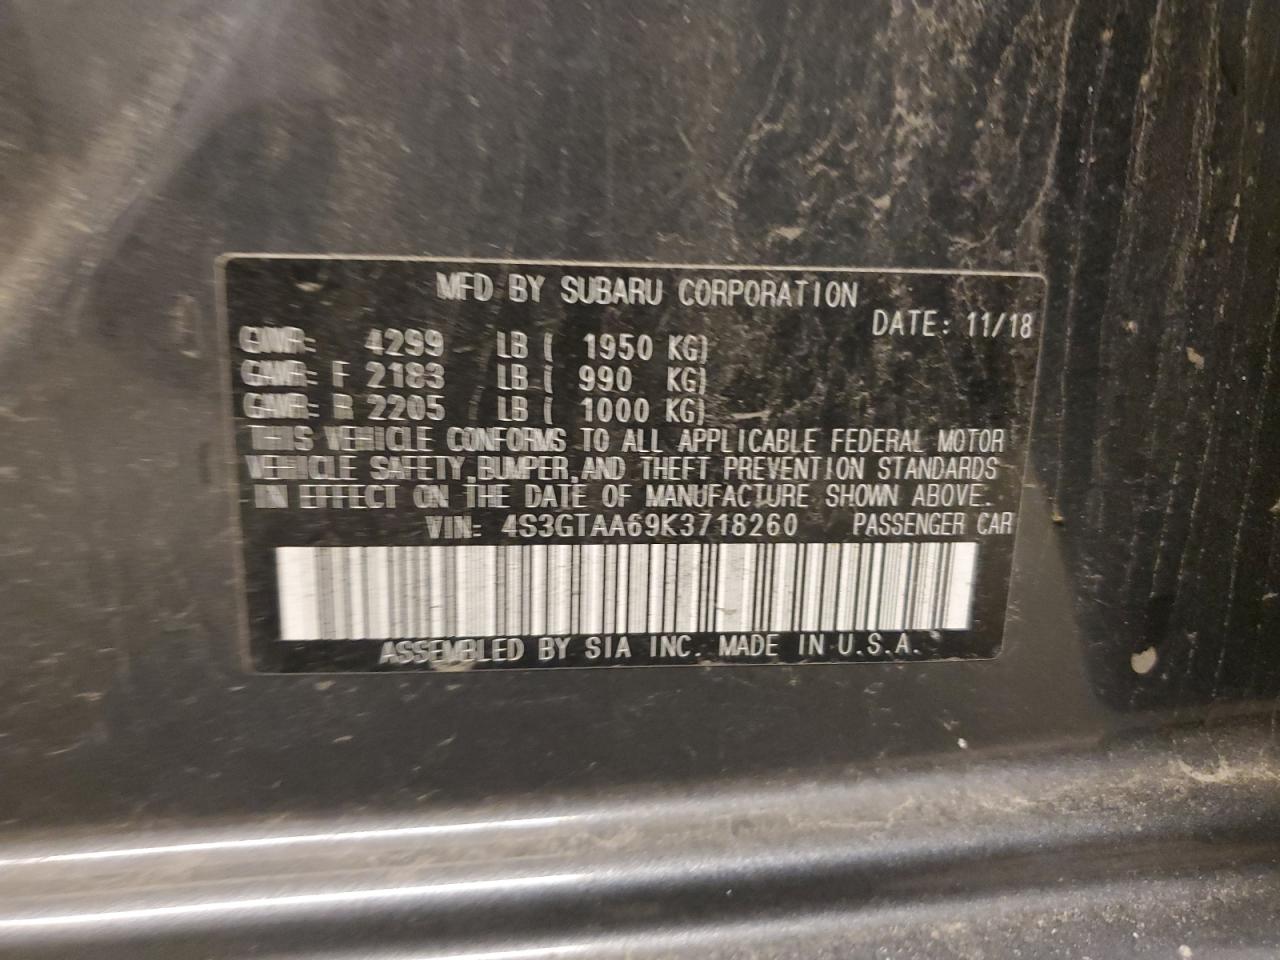 MFD BY SUBARU CORPORATION
DATE: 11/18
GVWR: 4299 LB ( 1950 KG)
GAWR: F 2183 LB ( 990 KG)
GAWR: R 2205 LB ( 1000 KG)
THIS VEHICLE CONFORMS TO ALL APPLICABLE FEDERAL MOTOR
VEHICLE SAFETY, BUMPER, AND THEFT PREVENTION STANDARDS
IN EFFECT ON THE DATE OF MANUFACTURE SHOWN ABOVE.
VIN: 4S3GTAA69K3718260 PASSENGER CAR
ASSEMBLED BY SIA INC. MADE IN U.S.A.